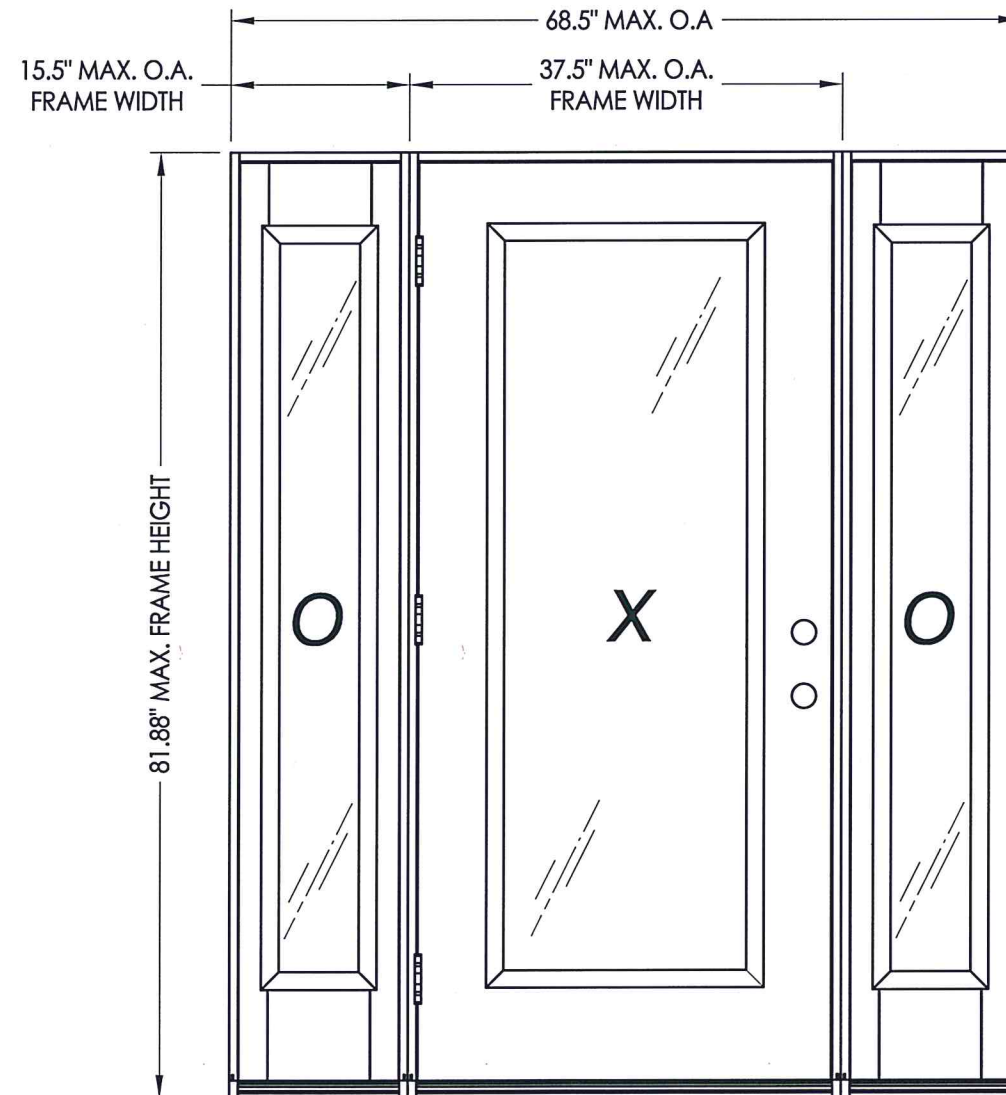 68.5" MAX. O.A
15.5" MAX. O.A.
FRAME WIDTH
37.5" MAX. O.A.
FRAME WIDTH
81.88" MAX. FRAME HEIGHT
O
X
O